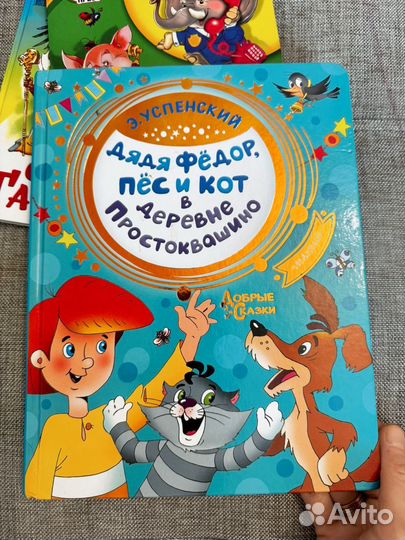 Э.УСПЕНСКИЙ
ДЯДЯ ФЁДОР,
ПЁС И КОТ
В
ДЕРЕВНЕ
ПРОСТОКВАШИНО
ДОБРЫЕ
СКАЗКИ
Avito